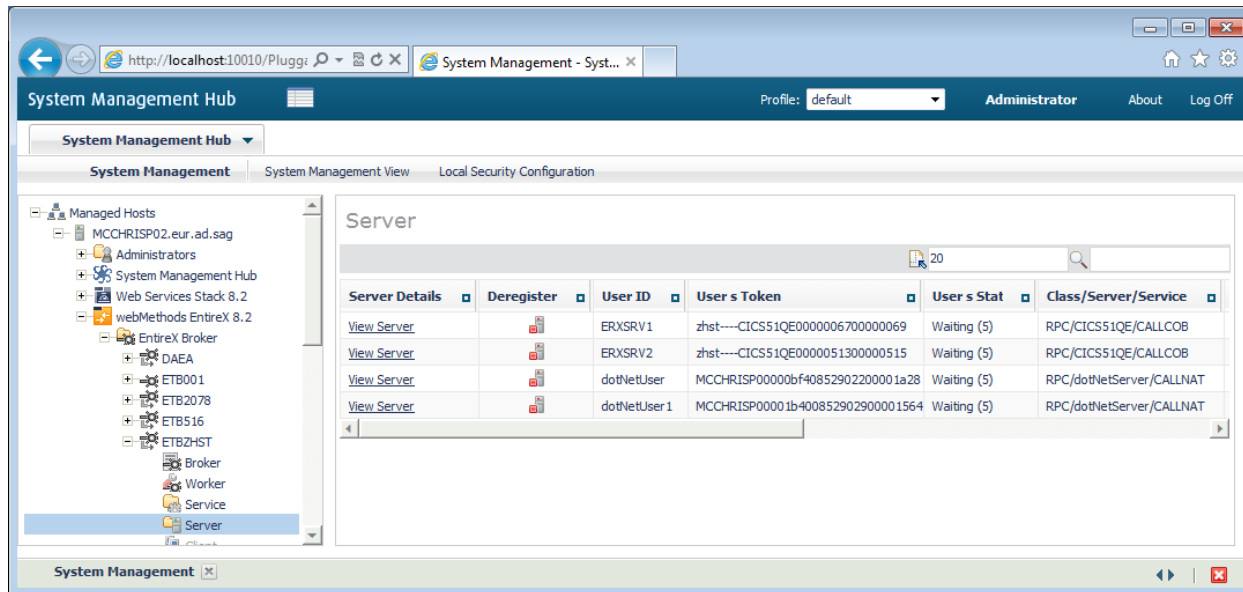 http://localhost:10010/Plugga
System Management - Syst...
System Management Hub
Profile: default
Administrator
About
Log Off
System Management Hub
System Management
System Management View
Local Security Configuration
Managed Hosts
MCCHRISP02.eur.ad.sag
Administrators
System Management Hub
Web Services Stack 8.2
webMethods EntireX 8.2
EntireX Broker
DAEA
ETB001
ETB2078
ETB516
ETBZHST
Broker
Worker
Service
Server
Client
Server
20
Server Details Deregister User ID User s Token User s Stat Class/Server/Service
View Server ERXSRV1 zhst----CICS51QE0000006700000069 Waiting (5) RPC/CICS51QE/CALLCOB
View Server ERXSRV2 zhst----CICS51QE0000051300000515 Waiting (5) RPC/CICS51QE/CALLCOB
View Server dotNetUser MCCHRISP00000bf40852902200001a28 Waiting (5) RPC/dotNetServer/CALLNAT
View Server dotNetUser1 MCCHRISP00001b400852902900001564 Waiting (5) RPC/dotNetServer/CALLNAT
System Management